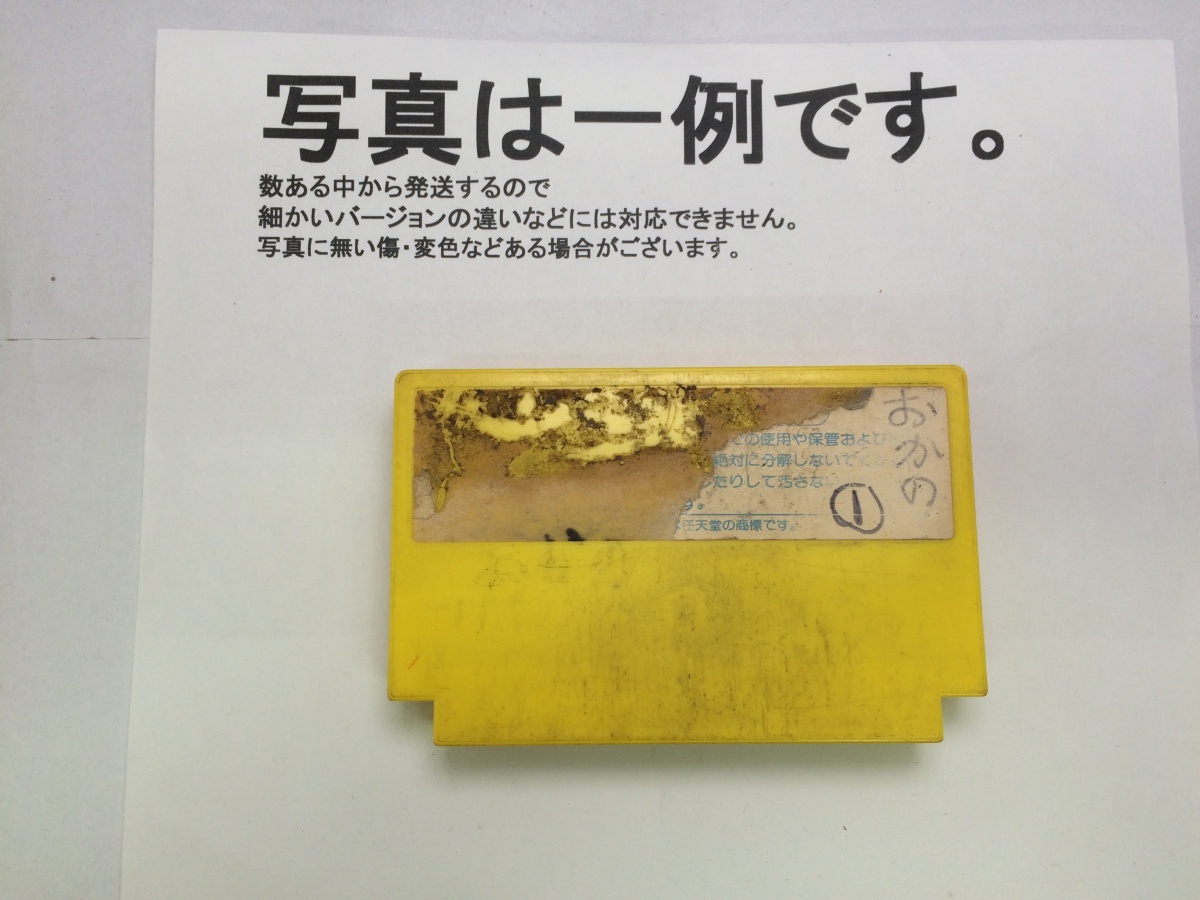 写真は一例です。
数ある中から発送するので
細かいバージョンの違いなどには対応できません。
写真に無い傷・変色などある場合がございます。
の使用や保管および
絶対に分解しないで
たりして汚さな
す。
任天堂の商標です。
おかの
①